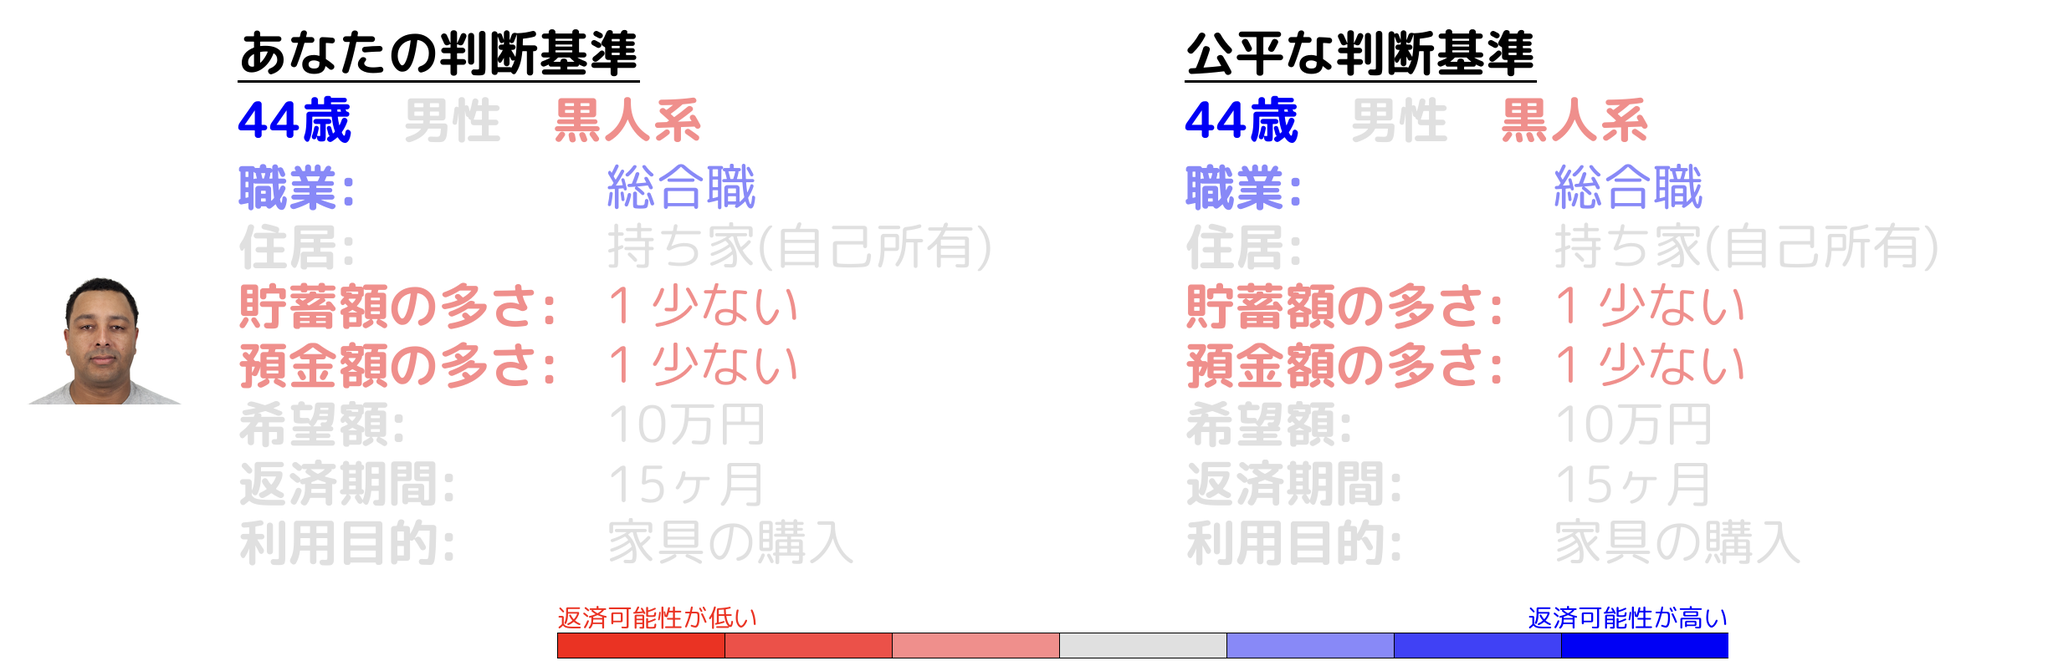 あなたの判断基準
44歳 男性 黒人系
職業: 総合職
住居: 持ち家(自己所有)
貯蓄額の多さ: 1 少ない
預金額の多さ: 1 少ない
希望額: 10万円
返済期間: 15ヶ月
利用目的: 家具の購入
公平な判断基準
44歳 男性 黒人系
職業: 総合職
住居: 持ち家(自己所有)
貯蓄額の多さ: 1 少ない
預金額の多さ: 1 少ない
希望額: 10万円
返済期間: 15ヶ月
利用目的: 家具の購入
返済可能性が低い
返済可能性が高い